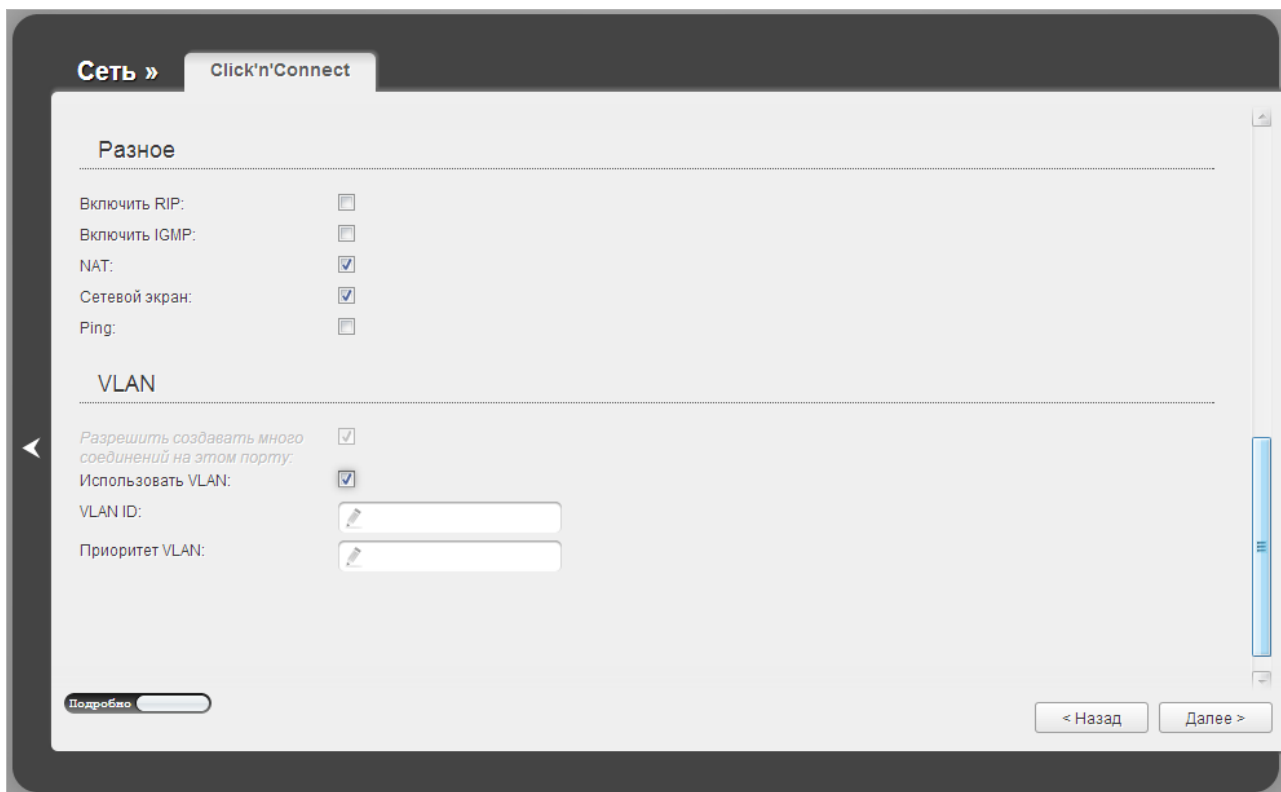 Сеть »
Click'n'Connect
Разное
Включить RIP:
Включить IGMP:
NAT:
Сетевой экран:
Ping:
VLAN
Разрешить создавать много
соединений на этом порту:
Использовать VLAN:
VLAN ID:
Приоритет VLAN:
Подробно
< Назад
Далее >